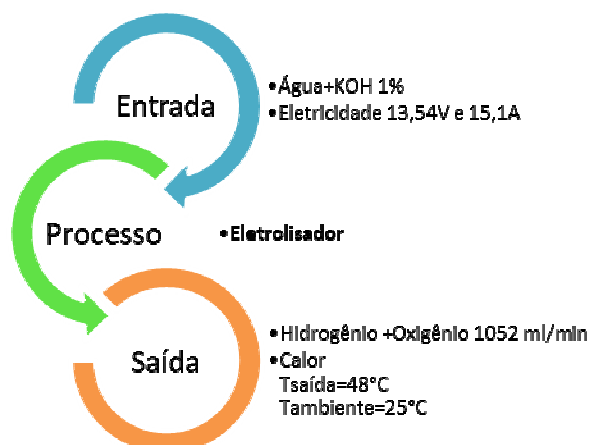 Entrada
•Água+KOH 1%
•Eletricidade 13,54V e 15,1A
Processo
•Eletrolisador
Saída
•Hidrogênio +Oxigênio 1052 ml/min
•Calor
Tsaída=48°C
Tambiente=25°C